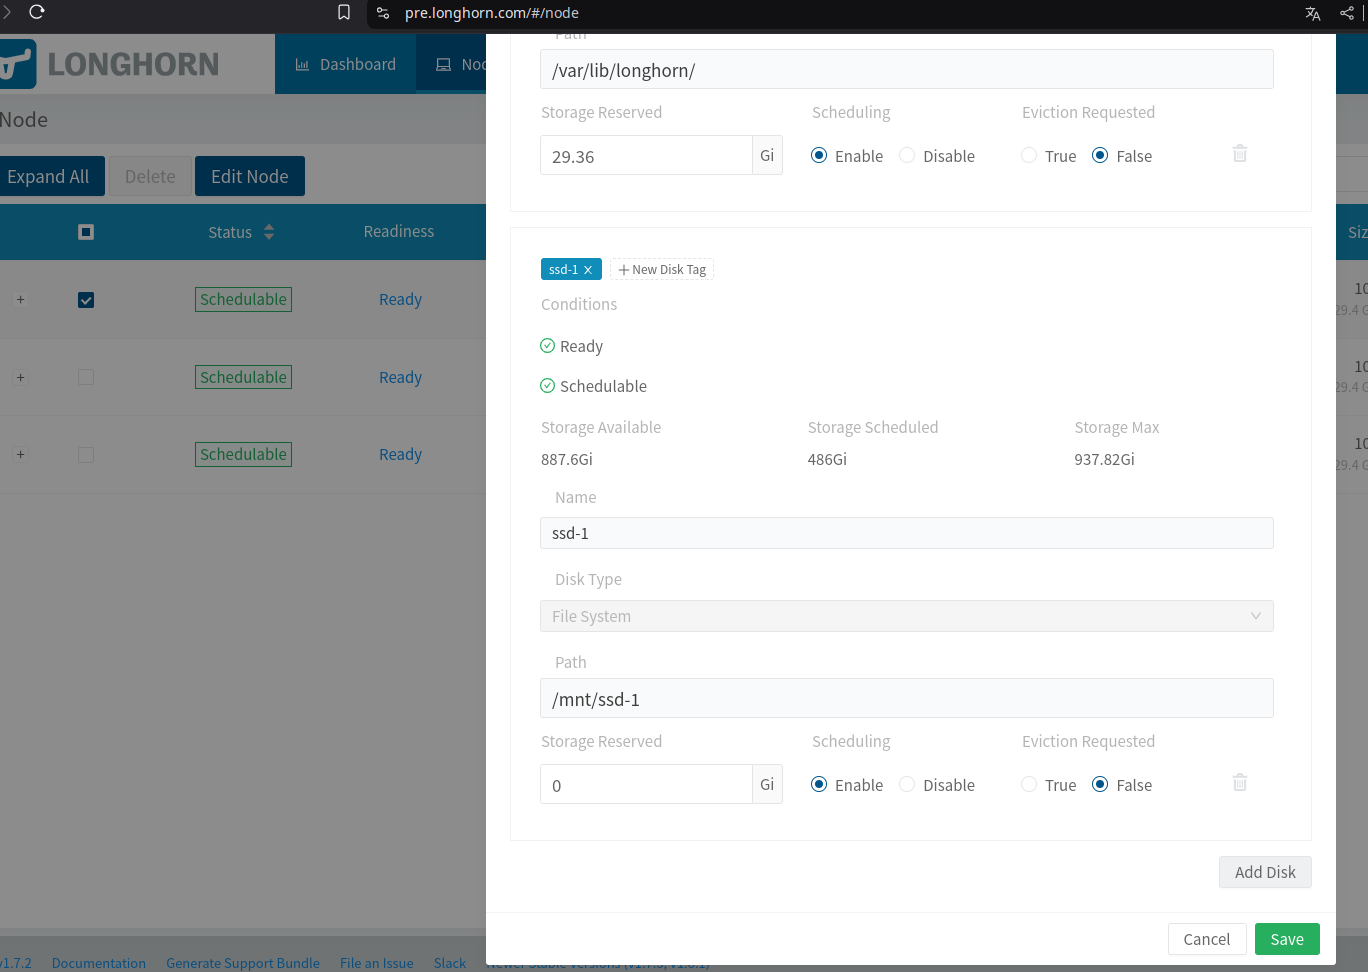 pre.longhorn.com/#/node
LONGHORN
Dashboard
Node
Expand All
Delete
Edit Node
Status
Readiness
Schedulable
Ready
Schedulable
Ready
Schedulable
Ready
Path
/var/lib/longhorn/
Storage Reserved Scheduling Eviction Requested
29.36 Gi Enable Disable True False
ssd-1 x + New Disk Tag
Conditions
Ready
Schedulable
Storage Available Storage Scheduled Storage Max
887.6Gi 486Gi 937.82Gi
Name
ssd-1
Disk Type
File System
Path
/mnt/ssd-1
Storage Reserved Scheduling Eviction Requested
0 Gi Enable Disable True False
Add Disk
Cancel Save
v1.7.2 Documentation Generate Support Bundle File an Issue Slack